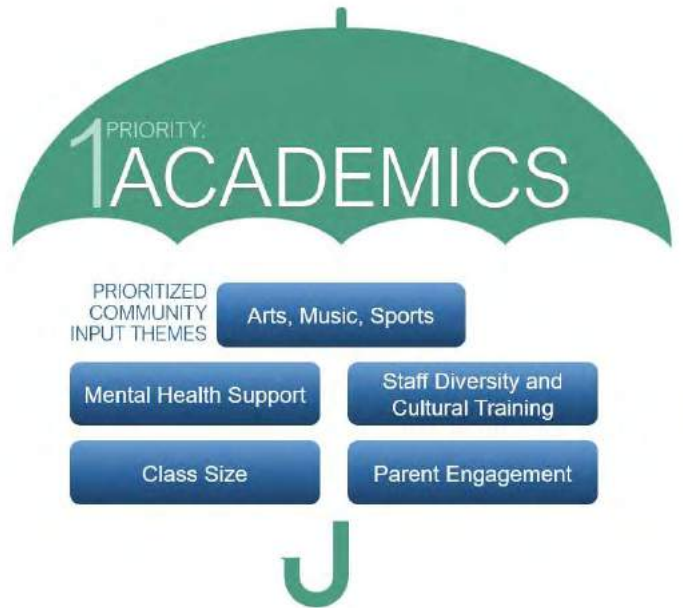 1 PRIORITY:
ACADEMICS
PRIORITIZED
COMMUNITY
INPUT THEMES
Arts, Music, Sports
Mental Health Support
Staff Diversity and
Cultural Training
Class Size
Parent Engagement